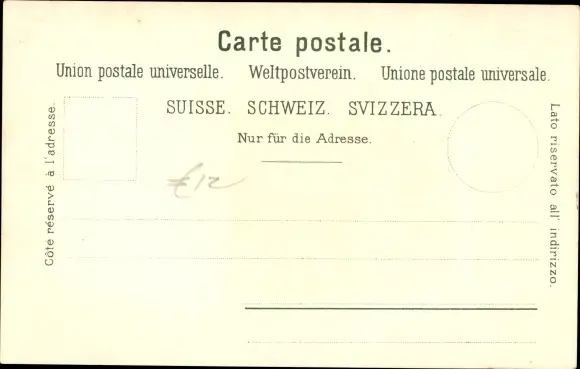 Carte postale.
Union postale universelle. Weltpostverein. Unione postale universale.
SUISSE. SCHWEIZ. SVIZZERA.
Nur für die Adresse.
Côte réservé à l'adresse.
Lato riservato all' indirizzo.
€12